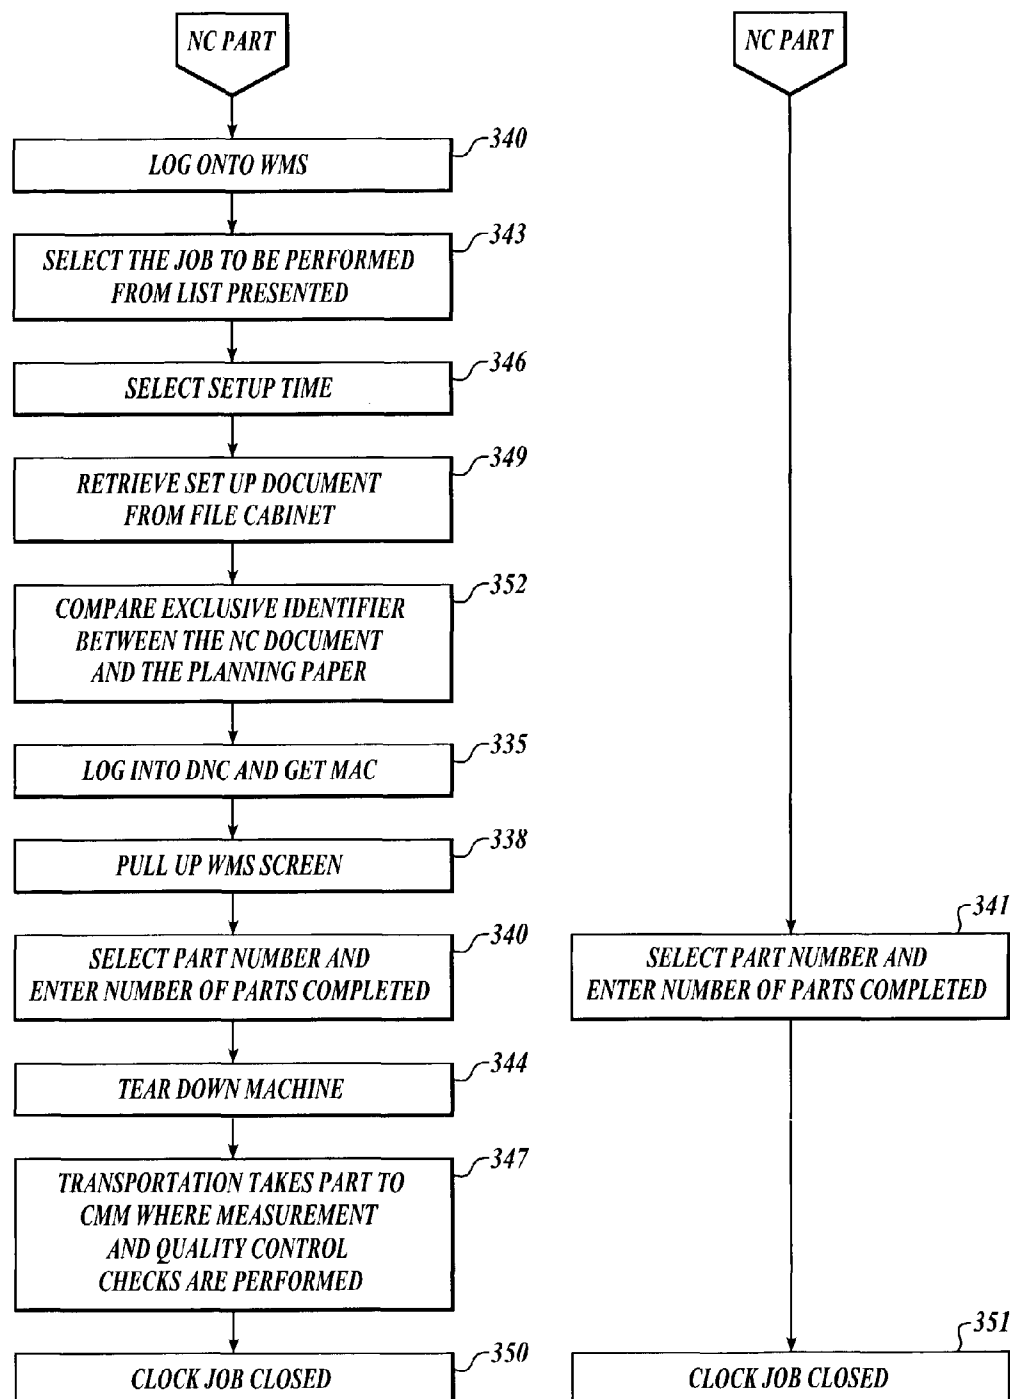 NC PART
340
LOG ONTO WMS
343
SELECT THE JOB TO BE PERFORMED
FROM LIST PRESENTED
346
SELECT SETUP TIME
349
RETRIEVE SET UP DOCUMENT
FROM FILE CABINET
352
COMPARE EXCLUSIVE IDENTIFIER
BETWEEN THE NC DOCUMENT
AND THE PLANNING PAPER
335
LOG INTO DNC AND GET MAC
338
PULL UP WMS SCREEN
340
SELECT PART NUMBER AND
ENTER NUMBER OF PARTS COMPLETED
344
TEAR DOWN MACHINE
347
TRANSPORTATION TAKES PART TO
CMM WHERE MEASUREMENT
AND QUALITY CONTROL
CHECKS ARE PERFORMED
350
CLOCK JOB CLOSED
NC PART
341
SELECT PART NUMBER AND
ENTER NUMBER OF PARTS COMPLETED
351
CLOCK JOB CLOSED